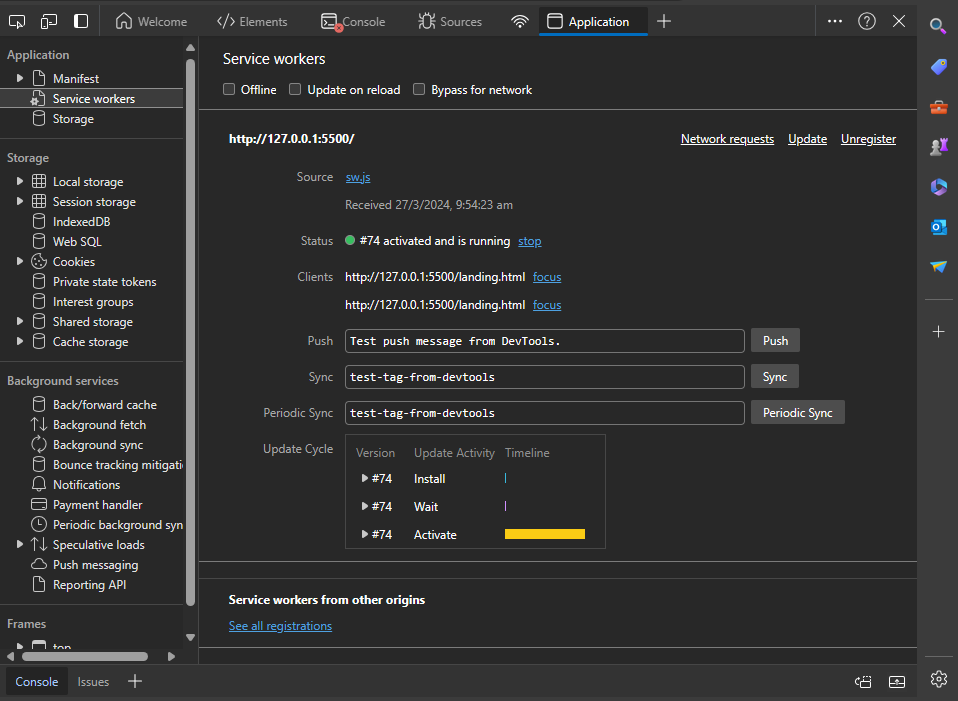 Welcome
Elements
Console
Sources
Application
Application
Manifest
Service workers
Storage
Storage
Local storage
Session storage
IndexedDB
Web SQL
Cookies
Private state tokens
Interest groups
Shared storage
Cache storage
Background services
Back/forward cache
Background fetch
Background sync
Bounce tracking mitigati
Notifications
Payment handler
Periodic background syn
Speculative loads
Push messaging
Reporting API
Frames
top
Service workers
Offline Update on reload Bypass for network
http://127.0.0.1:5500/ Network requests Update Unregister
Source sw.js
Received 27/3/2024, 9:54:23 am
Status #74 activated and is running stop
Clients http://127.0.0.1:5500/landing.html focus
http://127.0.0.1:5500/landing.html focus
Push Test push message from DevTools. Push
Sync test-tag-from-devtools Sync
Periodic Sync test-tag-from-devtools Periodic Sync
Update Cycle Version Update Activity Timeline
#74 Install
#74 Wait
#74 Activate
Service workers from other origins
See all registrations
Console Issues